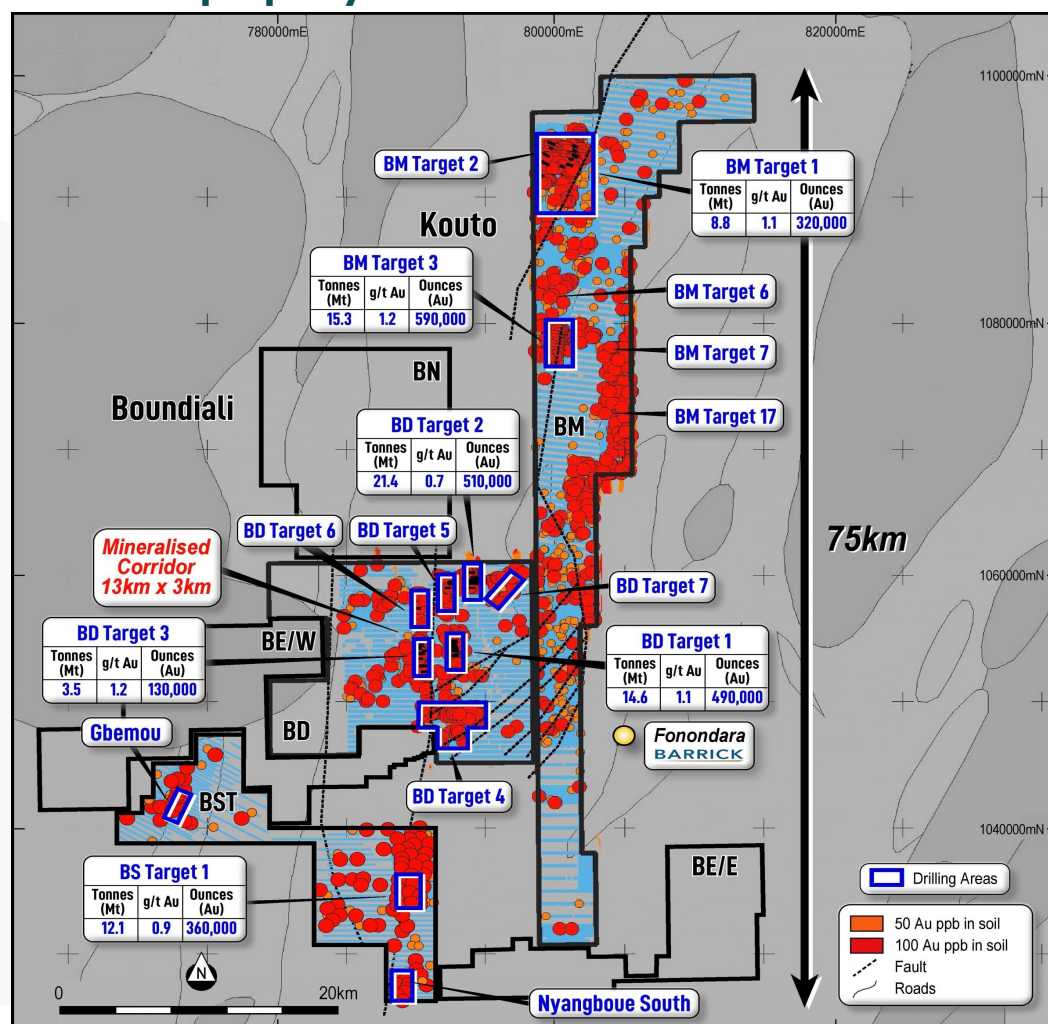 780000mE
800000mE
820000mE
1100000mN
BM Target 2
BM Target 1
Tonnes (Mt) g/t Au Ounces (Au)
8.8 1.1 320,000
Kouto
BM Target 3
Tonnes (Mt) g/t Au Ounces (Au)
15.3 1.2 590,000
BM Target 6
1080000mN
BM Target 7
BN
Boundiali
BM Target 17
BM
BD Target 2
Tonnes (Mt) g/t Au Ounces (Au)
21.4 0.7 510,000
BD Target 6
BD Target 5
75km
Mineralised
Corridor
13km x 3km
1060000mN
BD Target 7
BE/W
BD Target 3
Tonnes (Mt) g/t Au Ounces (Au)
3.5 1.2 130,000
BD Target 1
Tonnes (Mt) g/t Au Ounces (Au)
14.6 1.1 490,000
BD
Gbemou
Fonondara
BARRICK
BST
BD Target 4
1040000mN
BE/E
BS Target 1
Tonnes (Mt) g/t Au Ounces (Au)
12.1 0.9 360,000
Drilling Areas
50 Au ppb in soil
100 Au ppb in soil
Fault
Roads
N
0 20km
Nyangboue South